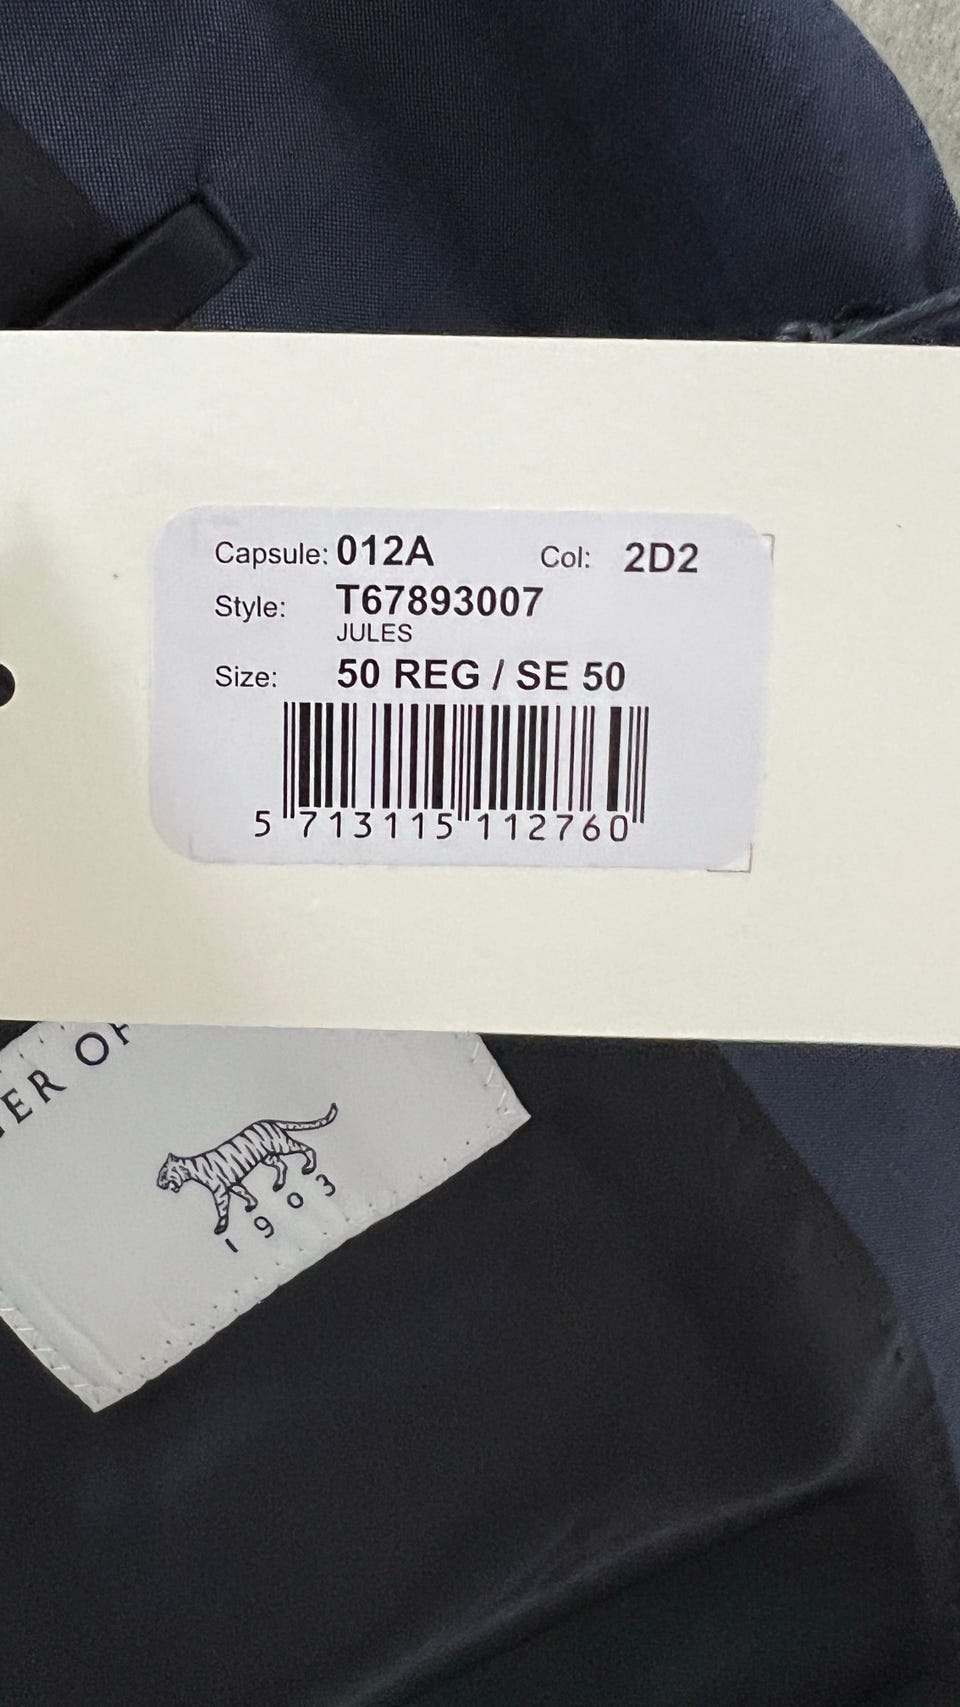 Capsule: 012A Col: 2D2
Style: T67893007
JULES
Size: 50 REG / SE 50
5 713115 112760
ER OF
1903